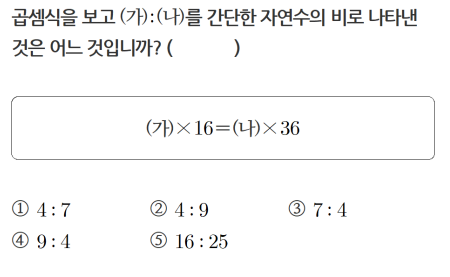 곱셈식을 보고 (가):(나)를 간단한 자연수의 비로 나타낸
것은 어느 것입니까? (          )
(가)×16=(나)×36
① 4 : 7 ② 4 : 9 ③ 7 : 4
④ 9 : 4 ⑤ 16 : 25